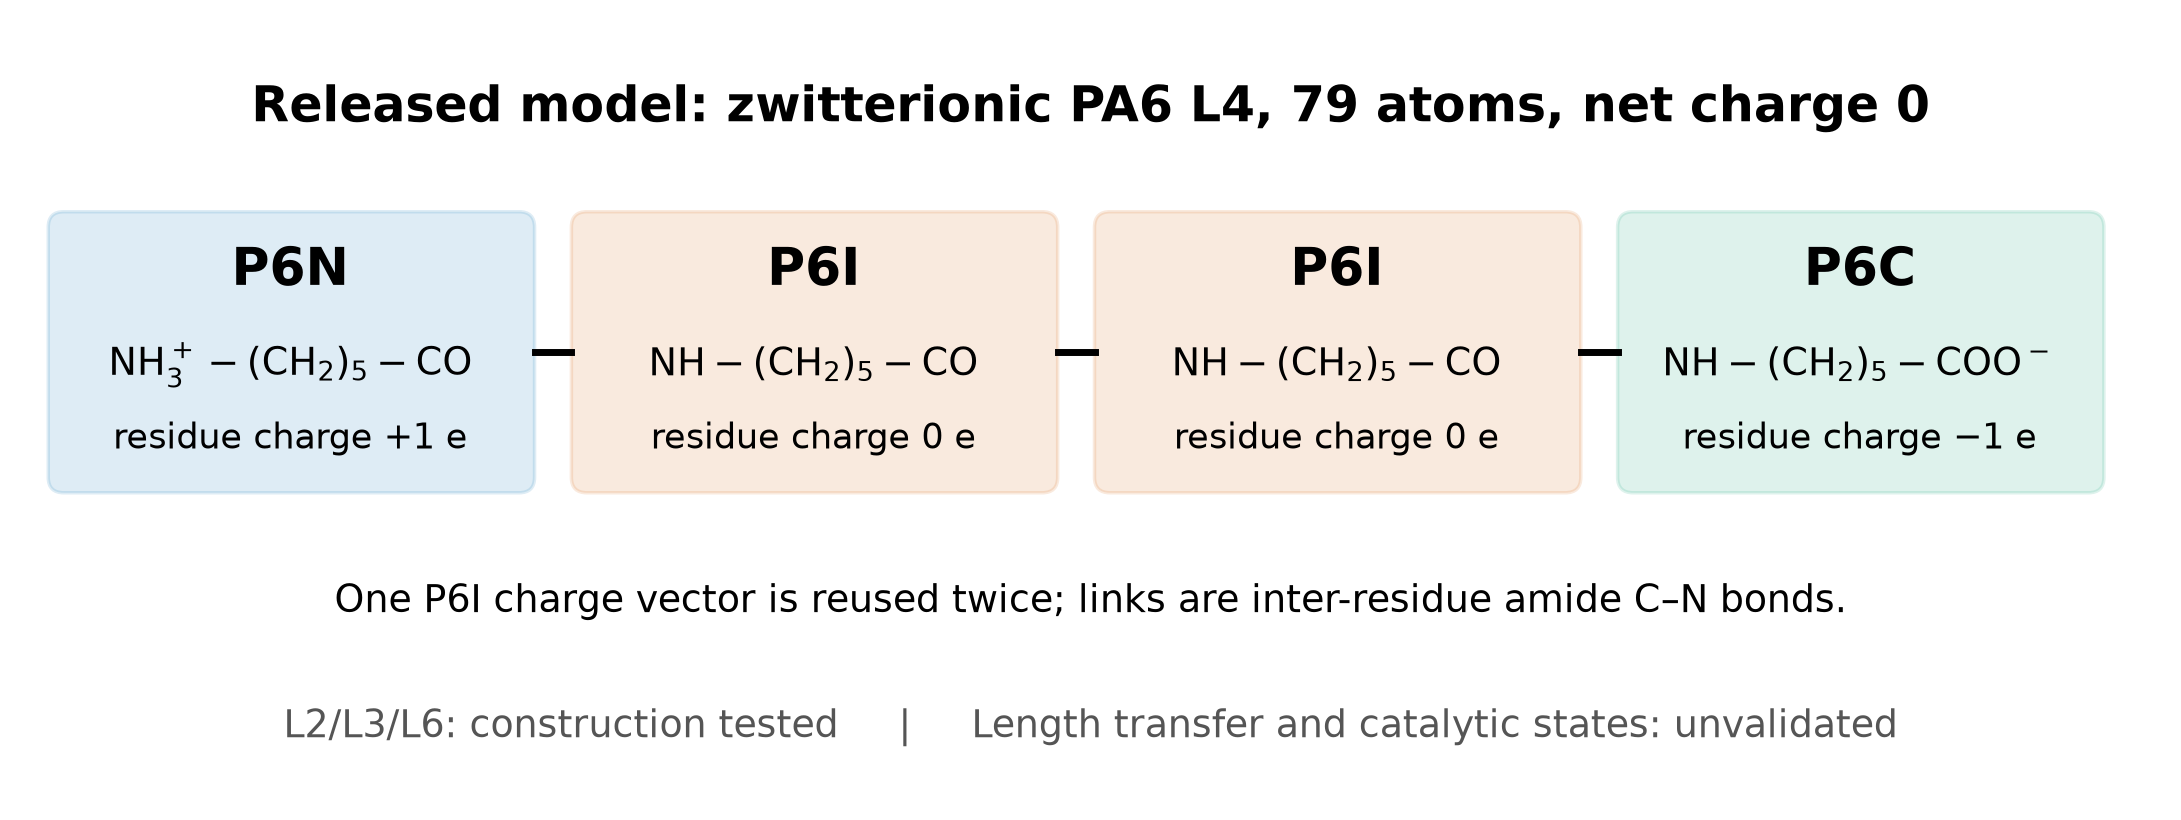 Released model: zwitterionic PA6 L4, 79 atoms, net charge 0
P6N
NH₃⁺ − (CH₂)₅ − CO
residue charge +1 e
P6I
NH − (CH₂)₅ − CO
residue charge 0 e
P6I
NH − (CH₂)₅ − CO
residue charge 0 e
P6C
NH − (CH₂)₅ − COO⁻
residue charge −1 e
One P6I charge vector is reused twice; links are inter-residue amide C–N bonds.
L2/L3/L6: construction tested | Length transfer and catalytic states: unvalidated